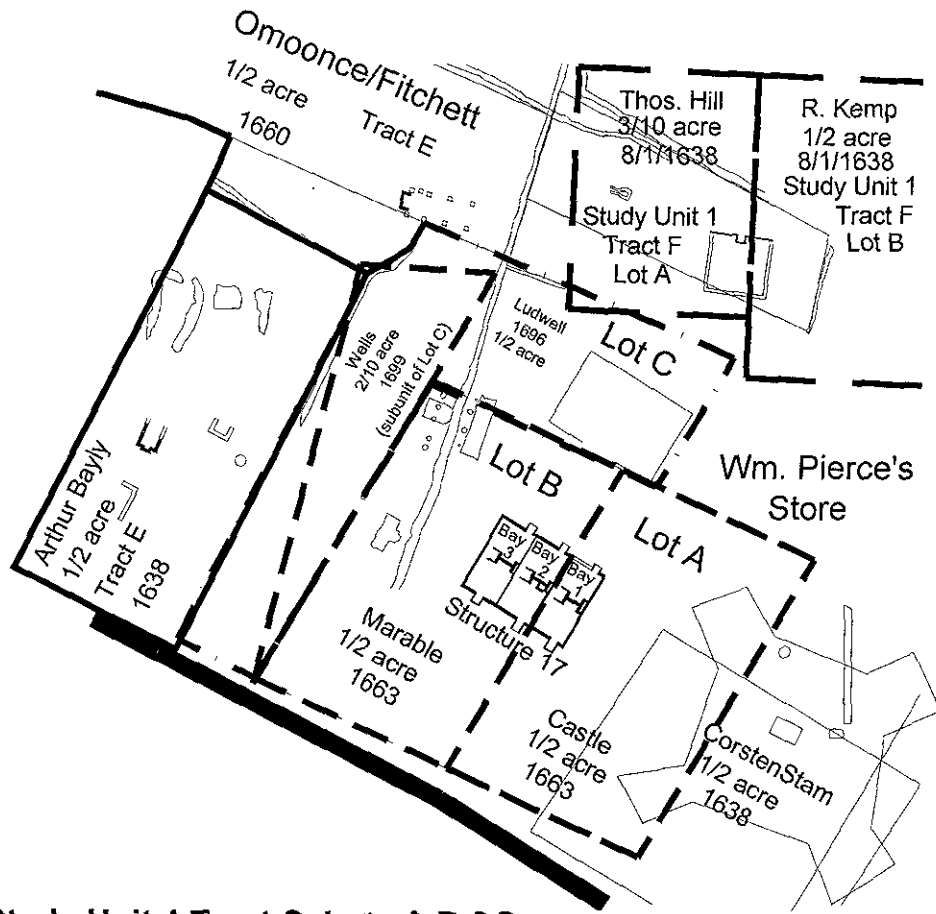 Omoonce/Fitchett
1/2 acre
1660
Tract E
Thos. Hill
3/10 acre
8/1/1638
Study Unit 1
Tract F
Lot A
R. Kemp
1/2 acre
8/1/1638
Study Unit 1
Tract F
Lot B
Ludwell
1696
1/2 acre
Lot C
Wells
2/10 acre
1699
(subunit of Lot C)
Wm. Pierce's
Store
Lot B
Lot A
Arthur Bayly
1/2 acre
Tract E
1638
Bay
3
Bay
2
Bay
1
Structure 17
Marable
1/2 acre
1663
Castle
1/2 acre
1663
CorstenStam
1/2 acre
1638